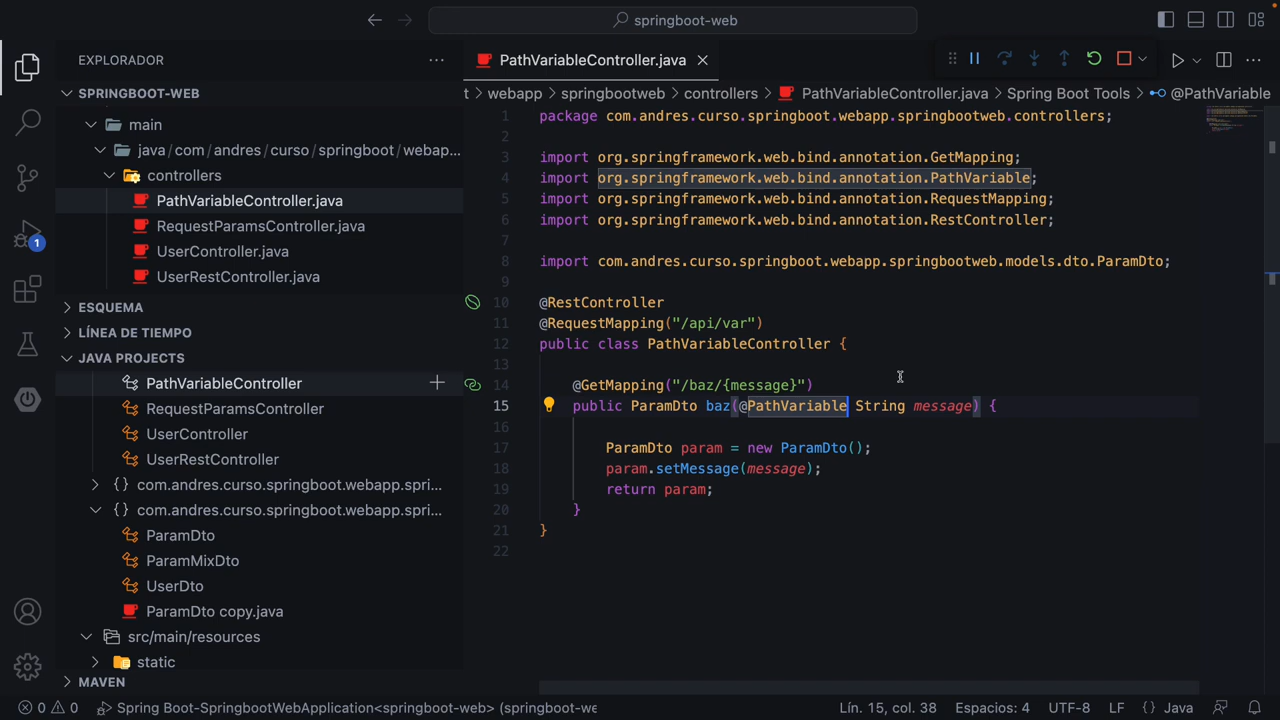 springboot-web
EXPLORADOR
SPRINGBOOT-WEB
main
java/com/andres/curso/springboot/webap...
controllers
PathVariableController.java
RequestParamsController.java
UserController.java
UserRestController.java
1
ESQUEMA
LÍNEA DE TIEMPO
JAVA PROJECTS
PathVariableController
RequestParamsController
UserController
UserRestController
{} com.andres.curso.springboot.webapp.spri...
{} com.andres.curso.springboot.webapp.spri...
ParamDto
ParamMixDto
UserDto
ParamDto copy.java
src/main/resources
static
MAVEN
PathVariableController.java
t > webapp > springbootweb > controllers > PathVariableController.java > Spring Boot Tools > @PathVariable
1 package com.andres.curso.springboot.webapp.springbootweb.controllers;
2
3 import org.springframework.web.bind.annotation.GetMapping;
4 import org.springframework.web.bind.annotation.PathVariable;
5 import org.springframework.web.bind.annotation.RequestMapping;
6 import org.springframework.web.bind.annotation.RestController;
7
8 import com.andres.curso.springboot.webapp.springbootweb.models.dto.ParamDto;
9
10 @RestController
11 @RequestMapping("/api/var")
12 public class PathVariableController {
13
14 @GetMapping("/baz/{message}")
15 public ParamDto baz(@PathVariable String message) {
16
17 ParamDto param = new ParamDto();
18 param.setMessage(message);
19 return param;
20 }
21 }
22
0 0 Spring Boot-SpringbootWebApplication<springboot-web> (springboot-we
Lín. 15, col. 38 Espacios: 4 UTF-8 LF {} Java